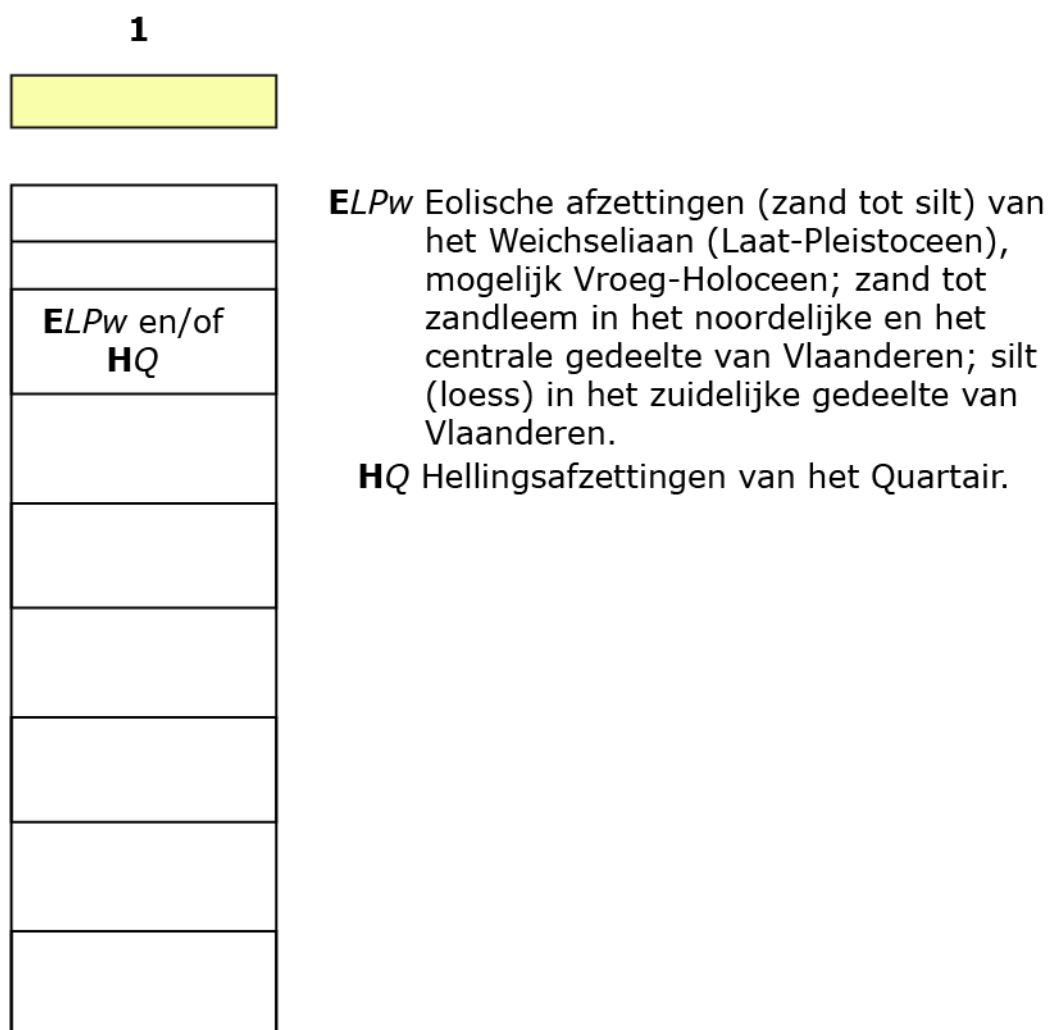 1
ELPw en/of
HQ
ELPw Eolische afzettingen (zand tot silt) van
het Weichseliaan (Laat-Pleistoceen),
mogelijk Vroeg-Holoceen; zand tot
zandleem in het noordelijke en het
centrale gedeelte van Vlaanderen; silt
(loess) in het zuidelijke gedeelte van
Vlaanderen.
HQ Hellingsafzettingen van het Quartair.